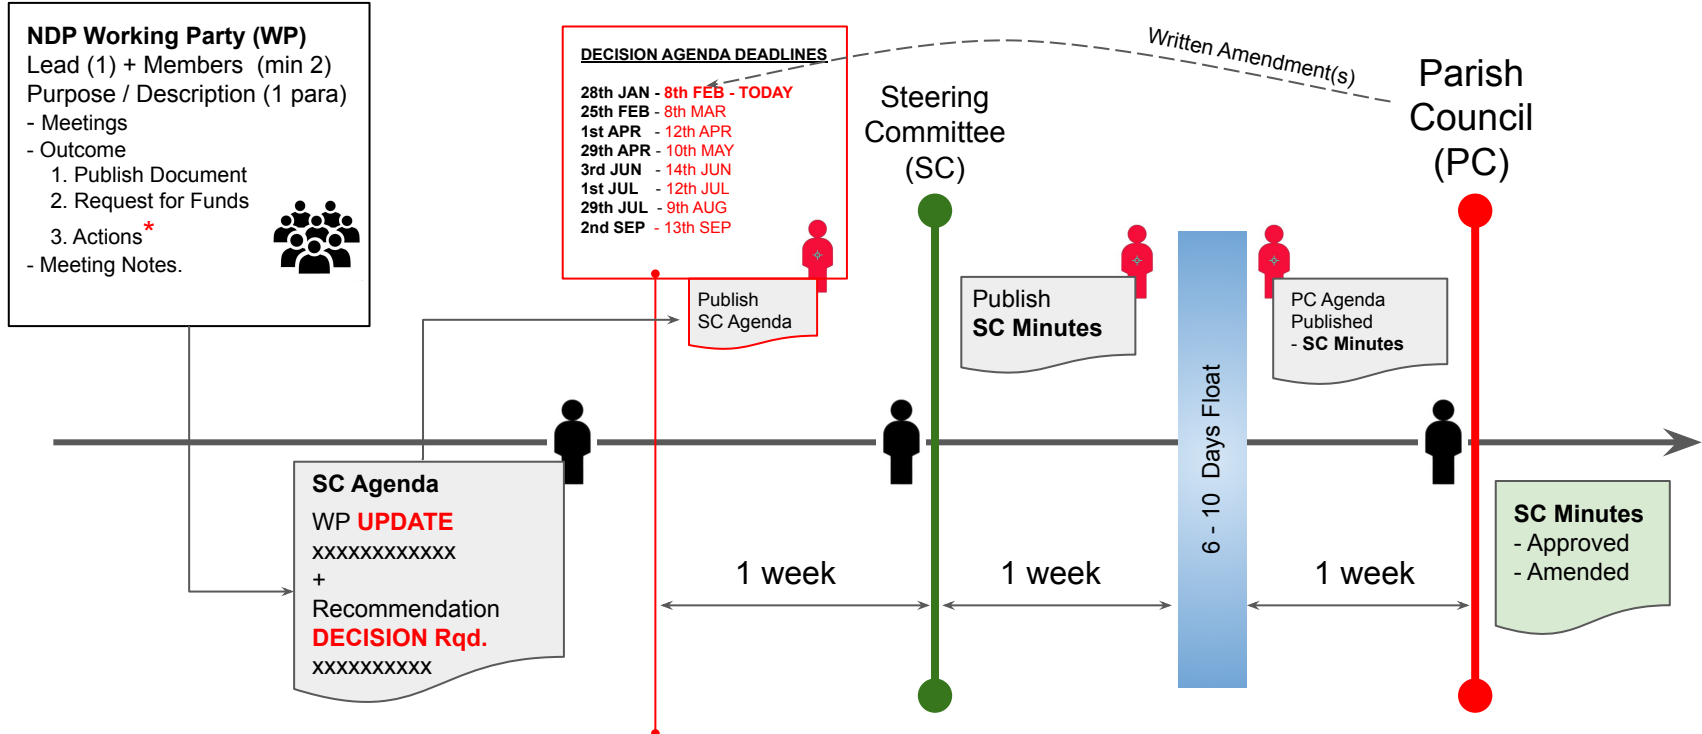 NDP Working Party (WP)
Lead (1) + Members (min 2)
Purpose / Description (1 para)
- Meetings
- Outcome
1. Publish Document
2. Request for Funds
3. Actions*
- Meeting Notes.
DECISION AGENDA DEADLINES
28th JAN - 8th FEB - TODAY
25th FEB - 8th MAR
1st APR - 12th APR
29th APR - 10th MAY
3rd JUN - 14th JUN
1st JUL - 12th JUL
29th JUL - 9th AUG
2nd SEP - 13th SEP
Publish
SC Agenda
Steering
Committee
(SC)
Written Amendment(s)
Parish
Council
(PC)
Publish
SC Minutes
6 - 10 Days Float
PC Agenda
Published
- SC Minutes
SC Agenda
WP UPDATE
xxxxxxxxxxxx
+
Recommendation
DECISION Rqd.
xxxxxxxxxx
1 week
1 week
1 week
SC Minutes
- Approved
- Amended